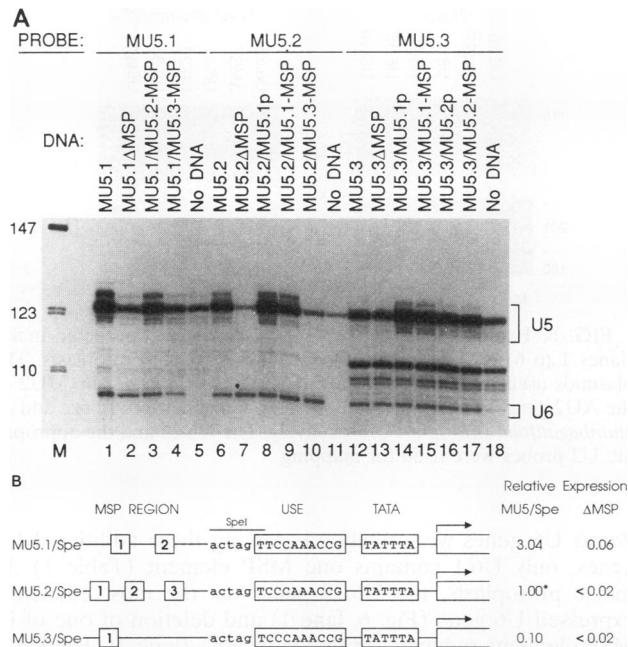 A
PROBE: MU5.1 MU5.2 MU5.3
DNA: MU5.1 MU5.1ΔMSP MU5.1/MU5.2-MSP MU5.1/MU5.3-MSP No DNA MU5.2 MU5.2ΔMSP MU5.2/MU5.1p MU5.2/MU5.1-MSP MU5.2/MU5.3-MSP No DNA MU5.3 MU5.3ΔMSP MU5.3/MU5.1p MU5.3/MU5.1-MSP MU5.3/MU5.2p MU5.3/MU5.2-MSP No DNA
147
123
U5
110
U6
M 1 2 3 4 5 6 7 8 9 10 11 12 13 14 15 16 17 18
B
Relative Expression
MSP REGION USE TATA MU5/Spe ΔMSP
SpeI
MU5.1/Spe 1 2 actag TTCCAAACCG TATTTA 3.04 0.06
MU5.2/Spe 1 2 3 actag TCCCAAACCG TATTTA 1.00* <0.02
MU5.3/Spe 1 actag TCCCAAACCG TATTTA 0.10 <0.02